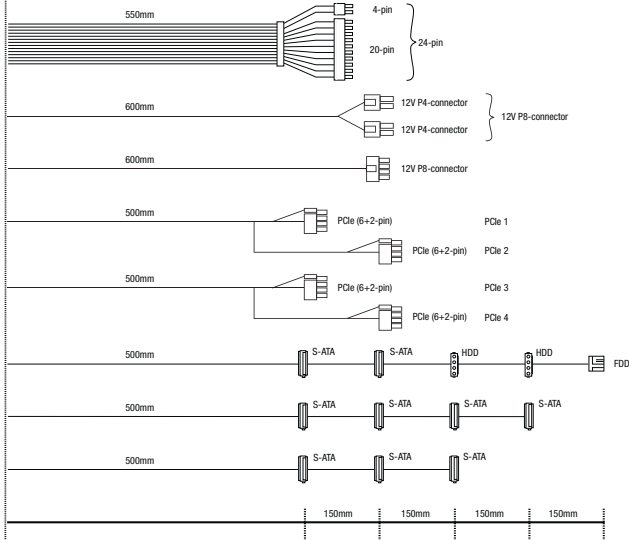 550mm
4-pin
20-pin
24-pin
600mm
12V P4-connector
12V P4-connector
12V P8-connector
600mm
12V P8-connector
500mm
PCIe (6+2-pin) PCIe 1
PCIe (6+2-pin) PCIe 2
500mm
PCIe (6+2-pin) PCIe 3
PCIe (6+2-pin) PCIe 4
500mm S-ATA S-ATA HDD HDD FDD
500mm S-ATA S-ATA S-ATA S-ATA
500mm S-ATA S-ATA S-ATA
150mm 150mm 150mm 150mm